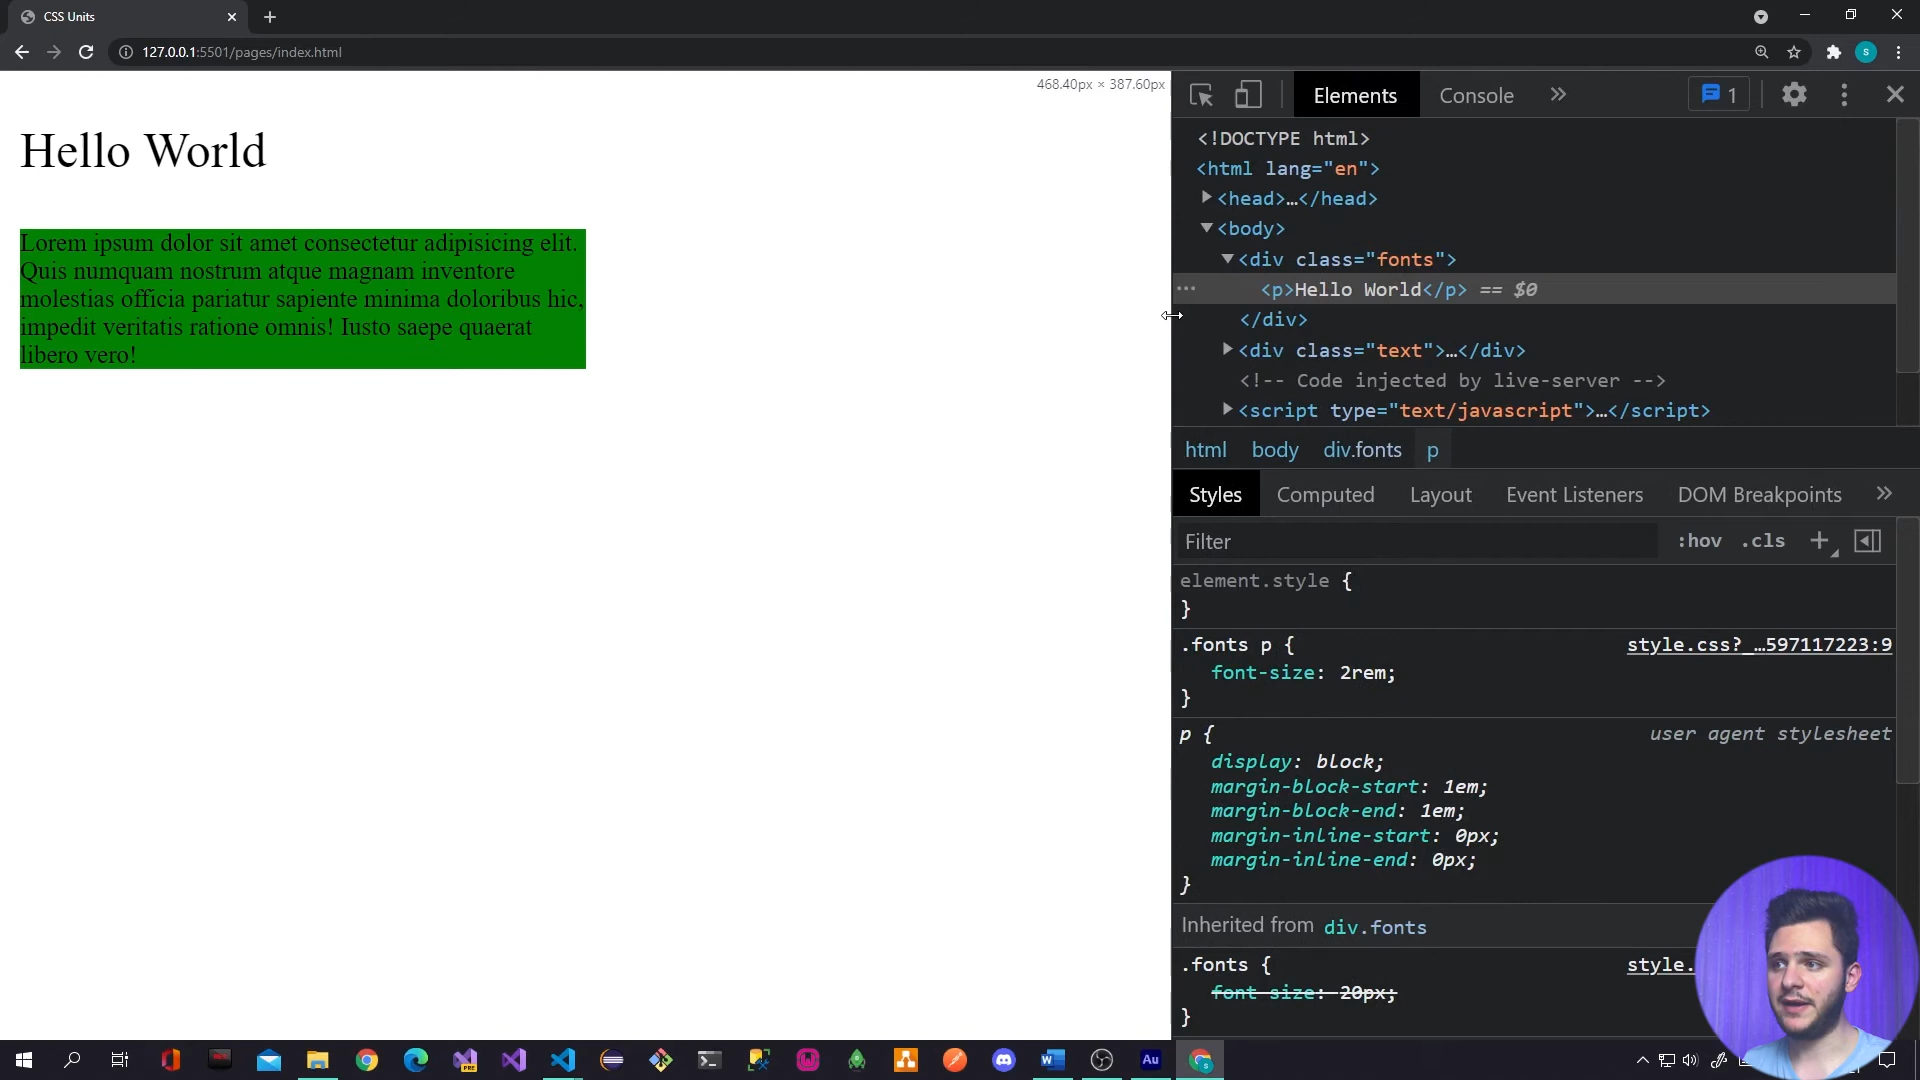 CSS Units
127.0.0.1:5501/pages/index.html
S
468.40px × 387.60px
Hello World
Lorem ipsum dolor sit amet consectetur adipisicing elit.
Quis numquam nostrum atque magnam inventore
molestias officia pariatur sapiente minima doloribus hic,
impedit veritatis ratione omnis! Iusto saepe quaerat
libero vero!
Elements Console » 1
<!DOCTYPE html>
<html lang="en">
<head>…</head>
<body>
<div class="fonts">
<p>Hello World</p> == $0
</div>
<div class="text">…</div>
<!-- Code injected by live-server -->
<script type="text/javascript">…</script>
html body div.fonts p
Styles Computed Layout Event Listeners DOM Breakpoints »
Filter :hov .cls +
element.style {
}
.fonts p { style.css?_…597117223:9
font-size: 2rem;
}
p { user agent stylesheet
display: block;
margin-block-start: 1em;
margin-block-end: 1em;
margin-inline-start: 0px;
margin-inline-end: 0px;
}
Inherited from div.fonts
.fonts { style.
font-size: 20px;
}
PRE
W Au